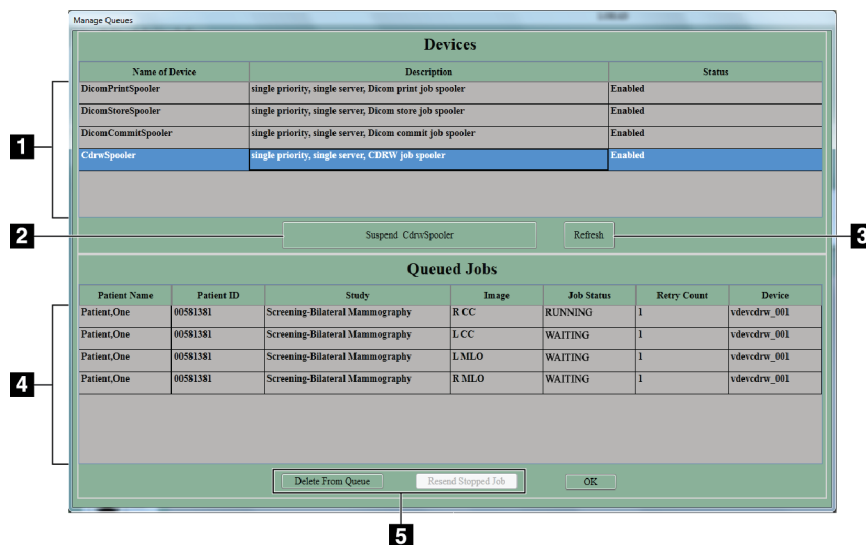 Manage Queues
Devices
Name of Device Description Status
DicomPrintSpooler single priority, single server, Dicom print job spooler Enabled
DicomStoreSpooler single priority, single server, Dicom store job spooler Enabled
DicomCommitSpooler single priority, single server, Dicom commit job spooler Enabled
1
CdrwSpooler single priority, single server, CDRW job spooler Enabled
2 Suspend CdrwSpooler Refresh 3
Queued Jobs
Patient Name Patient ID Study Image Job Status Retry Count Device
Patient,One 00581381 Screening-Bilateral Mammography R CC RUNNING 1 vdevcdrw_001
Patient,One 00581381 Screening-Bilateral Mammography L CC WAITING 1 vdevcdrw_001
Patient,One 00581381 Screening-Bilateral Mammography L MLO WAITING 1 vdevcdrw_001
4 Patient,One 00581381 Screening-Bilateral Mammography R MLO WAITING 1 vdevcdrw_001
Delete From Queue Resend Stopped Job OK
5